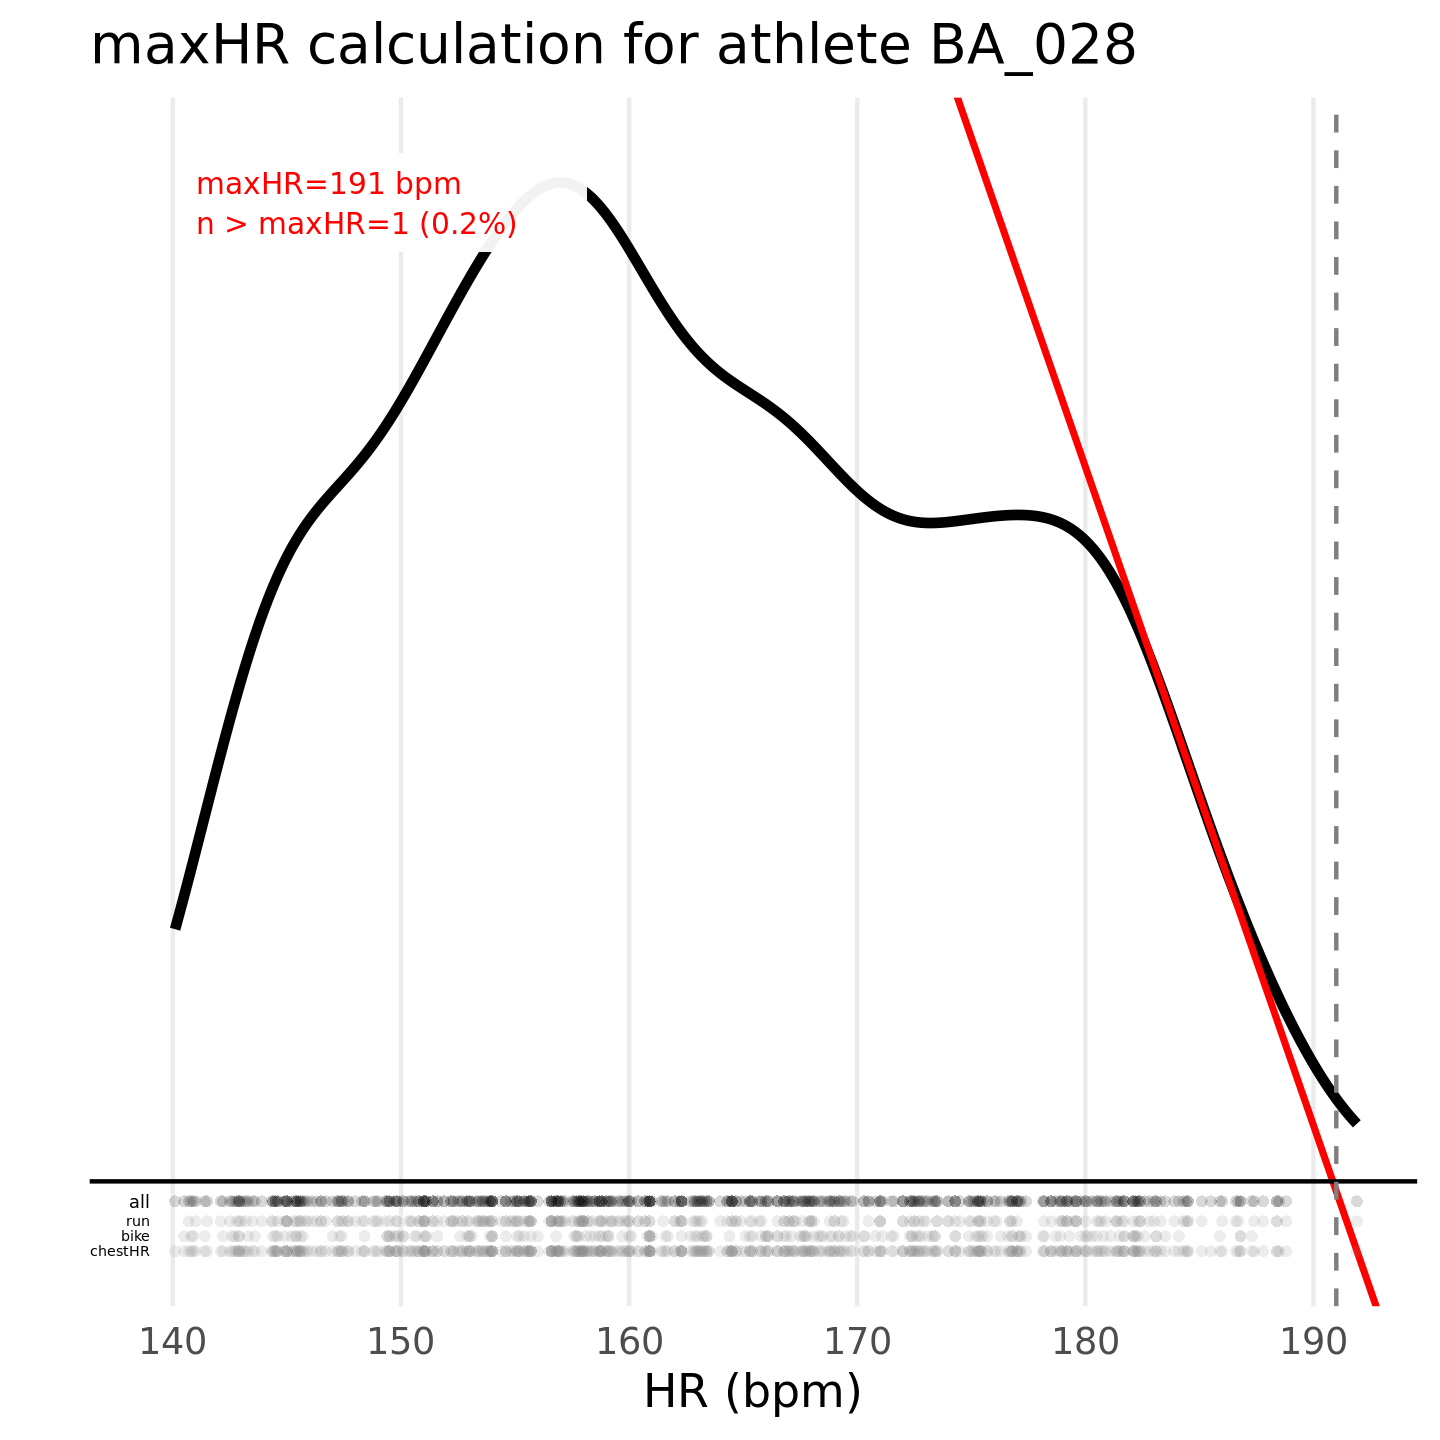 maxHR calculation for athlete BA_028
maxHR=191 bpm
n > maxHR=1 (0.2%)
all
run
bike
chestHR
140 150 160 170 180 190
HR (bpm)